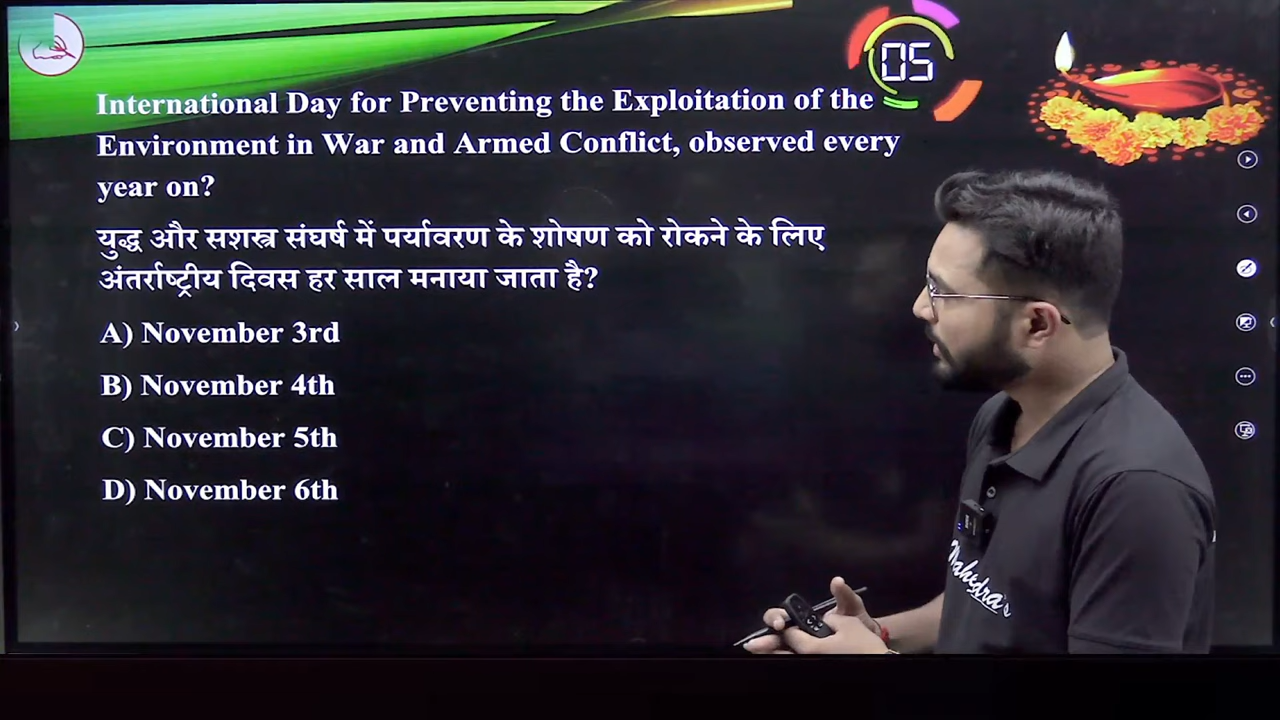 05
International Day for Preventing the Exploitation of the
Environment in War and Armed Conflict, observed every
year on?
युद्ध और सशस्त्र संघर्ष में पर्यावरण के शोषण को रोकने के लिए
अंतर्राष्ट्रीय दिवस हर साल मनाया जाता है?
A) November 3rd
B) November 4th
C) November 5th
D) November 6th
Mahendra's